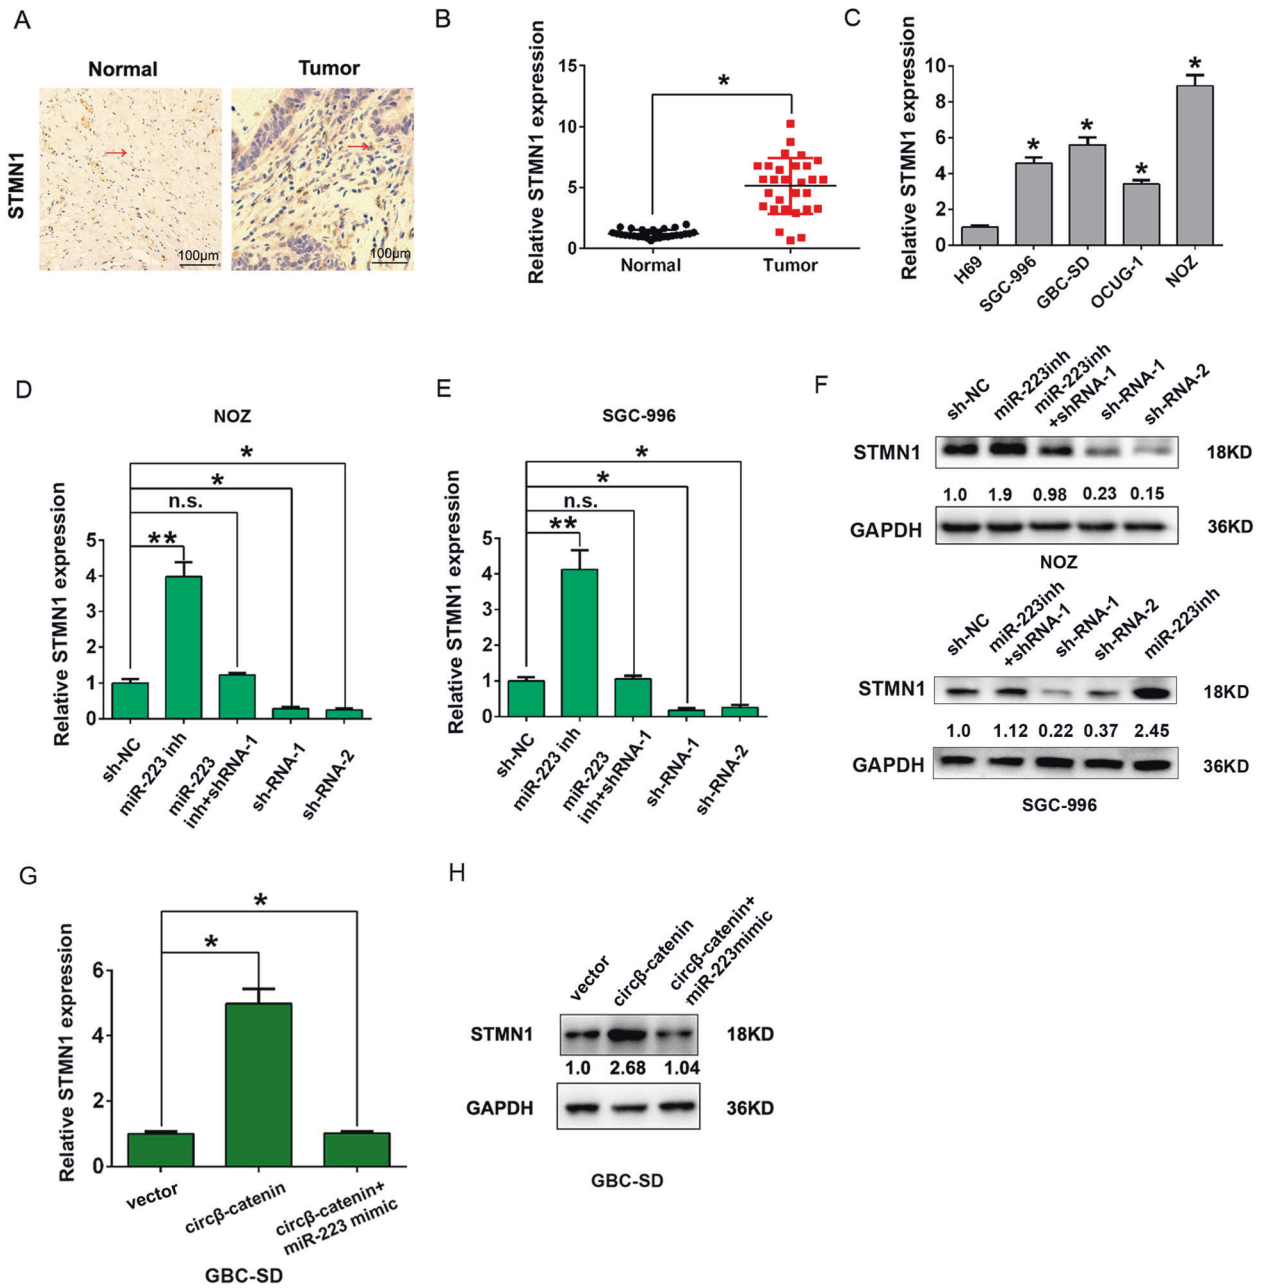 A
Normal
Tumor
STMN1
100μm
100μm
B
Relative STMN1 expression
15
10
5
0
*
Normal
Tumor
C
Relative STMN1 expression
10
8
6
4
2
0
*
*
*
*
H69
SGC-996
GBC-SD
OCUG-1
NOZ
D
NOZ
*
*
n.s.
**
Relative STMN1 expression
5
4
3
2
1
0
sh-NC
miR-223 inh
miR-223
inh+shRNA-1
sh-RNA-1
sh-RNA-2
E
SGC-996
*
*
n.s.
**
Relative STMN1 expression
5
4
3
2
1
0
sh-NC
miR-223 inh
miR-223
inh+shRNA-1
sh-RNA-1
sh-RNA-2
F
sh-NC
miR-223inh
miR-223inh
+shRNA-1
sh-RNA-1
sh-RNA-2
STMN1
18KD
1.0 1.9 0.98 0.23 0.15
GAPDH
36KD
NOZ
sh-NC
miR-223inh
+shRNA-1
sh-RNA-1
sh-RNA-2
miR-223inh
STMN1
18KD
1.0 1.12 0.22 0.37 2.45
GAPDH
36KD
SGC-996
G
*
*
Relative STMN1 expression
6
4
2
0
vector
circβ-catenin
circβ-catenin+
miR-223 mimic
GBC-SD
H
vector
circβ-catenin
circβ-catenin+
miR-223mimic
STMN1
18KD
1.0 2.68 1.04
GAPDH
36KD
GBC-SD